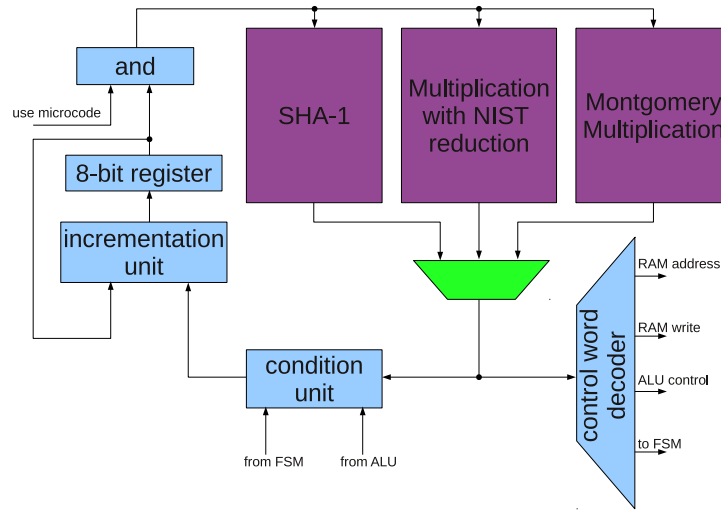 and
use microcode
8-bit register
incrementation
unit
SHA-1
Multiplication
with NIST
reduction
Montgomery
Multiplication
condition
unit
from FSM
from ALU
control word
decoder
RAM address
RAM write
ALU control
to FSM